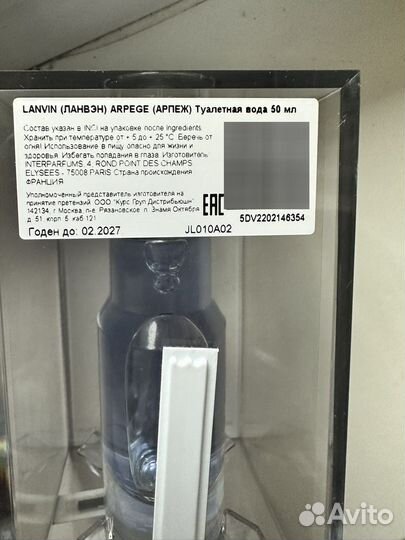 LANVIN (ЛАНВЭН) ARPEGE (АРПЕЖ) Туалетная вода 50 мл
Состав указан в INCI на упаковке после Ingredients.
Хранить при температуре от + 5 до + 25 °C. Беречь от
огня! Использование в пищу опасно для жизни и
здоровья. Избегать попадания в глаза. Изготовитель
INTERPARFUMS, 4, ROND POINT DES CHAMPS
ELYSEES - 75008 PARIS Страна происхождения
ФРАНЦИЯ
Уполномоченный представитель изготовителя на
принятие претензий: ООО "Курс Груп Дистрибьюшн",
142134, г Москва, п-е. Рязановское, п. Знамя Октября,
д. 31, корп. 5, каб 121
EAC
5DV2202146354
Годен до: 02.2027
JL010A02
Avito